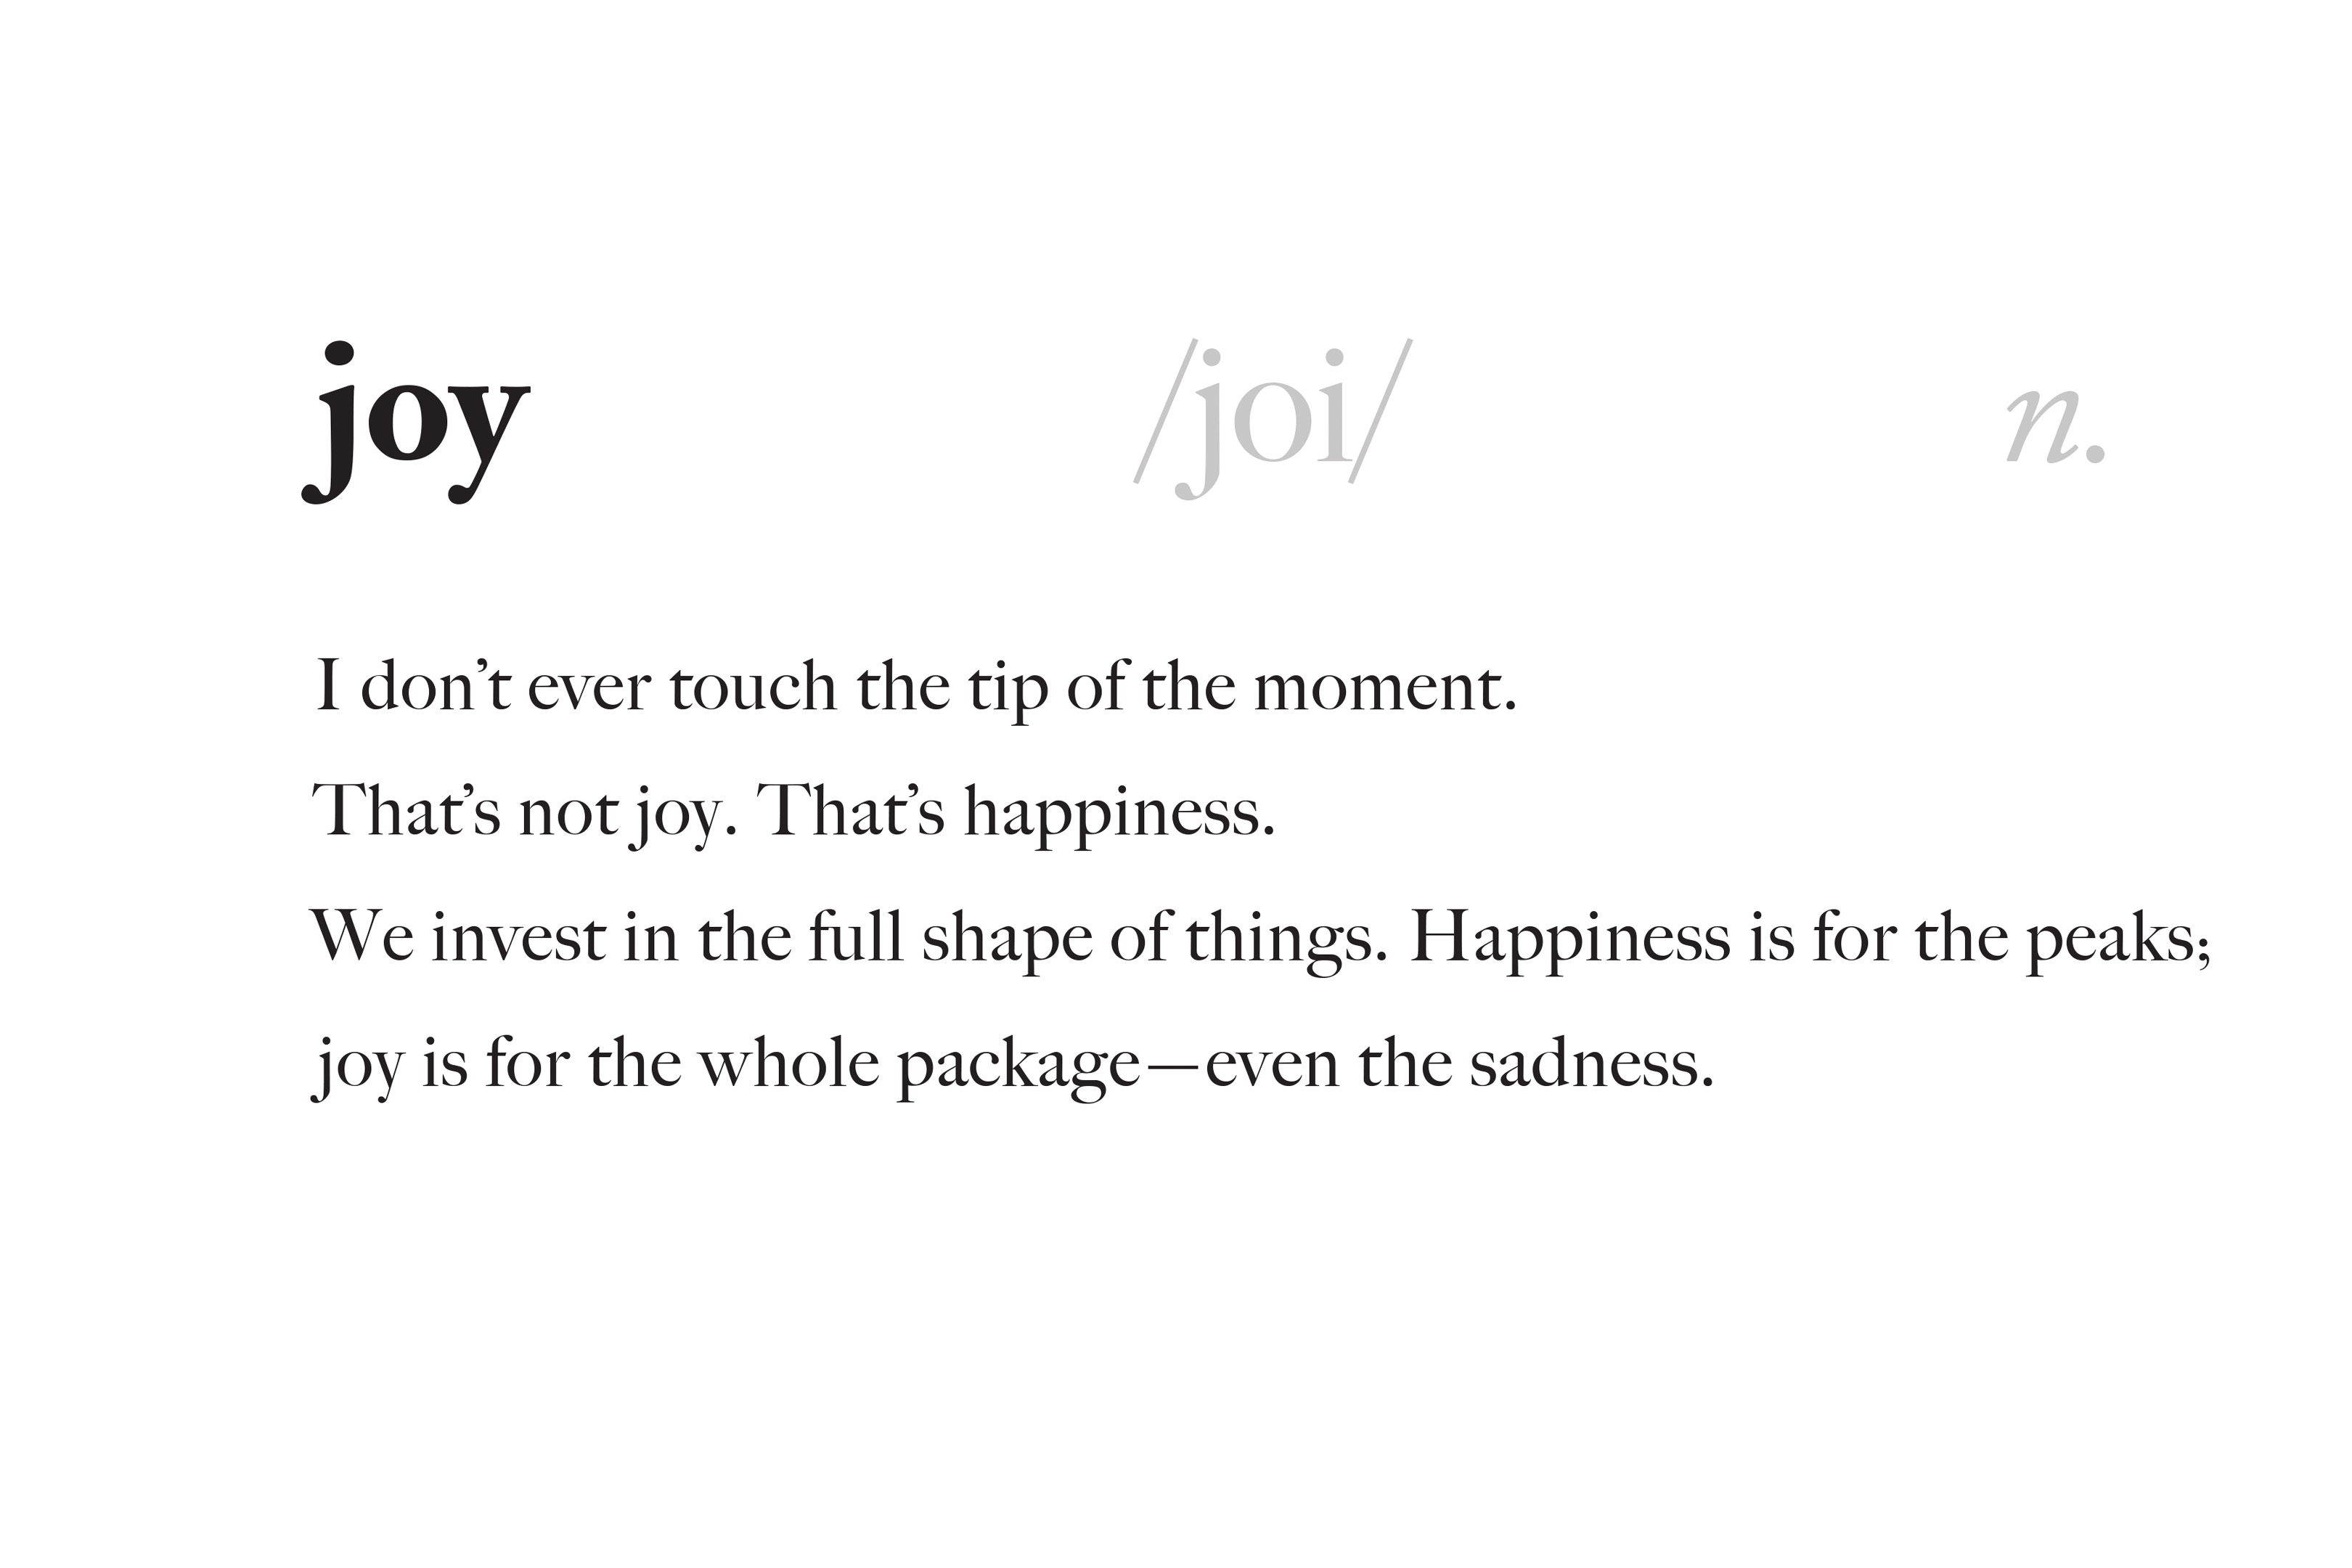 joy /joi/ n.
I don’t ever touch the tip of the moment.
That’s not joy. That’s happiness.
We invest in the full shape of things. Happiness is for the peaks;
joy is for the whole package—even the sadness.